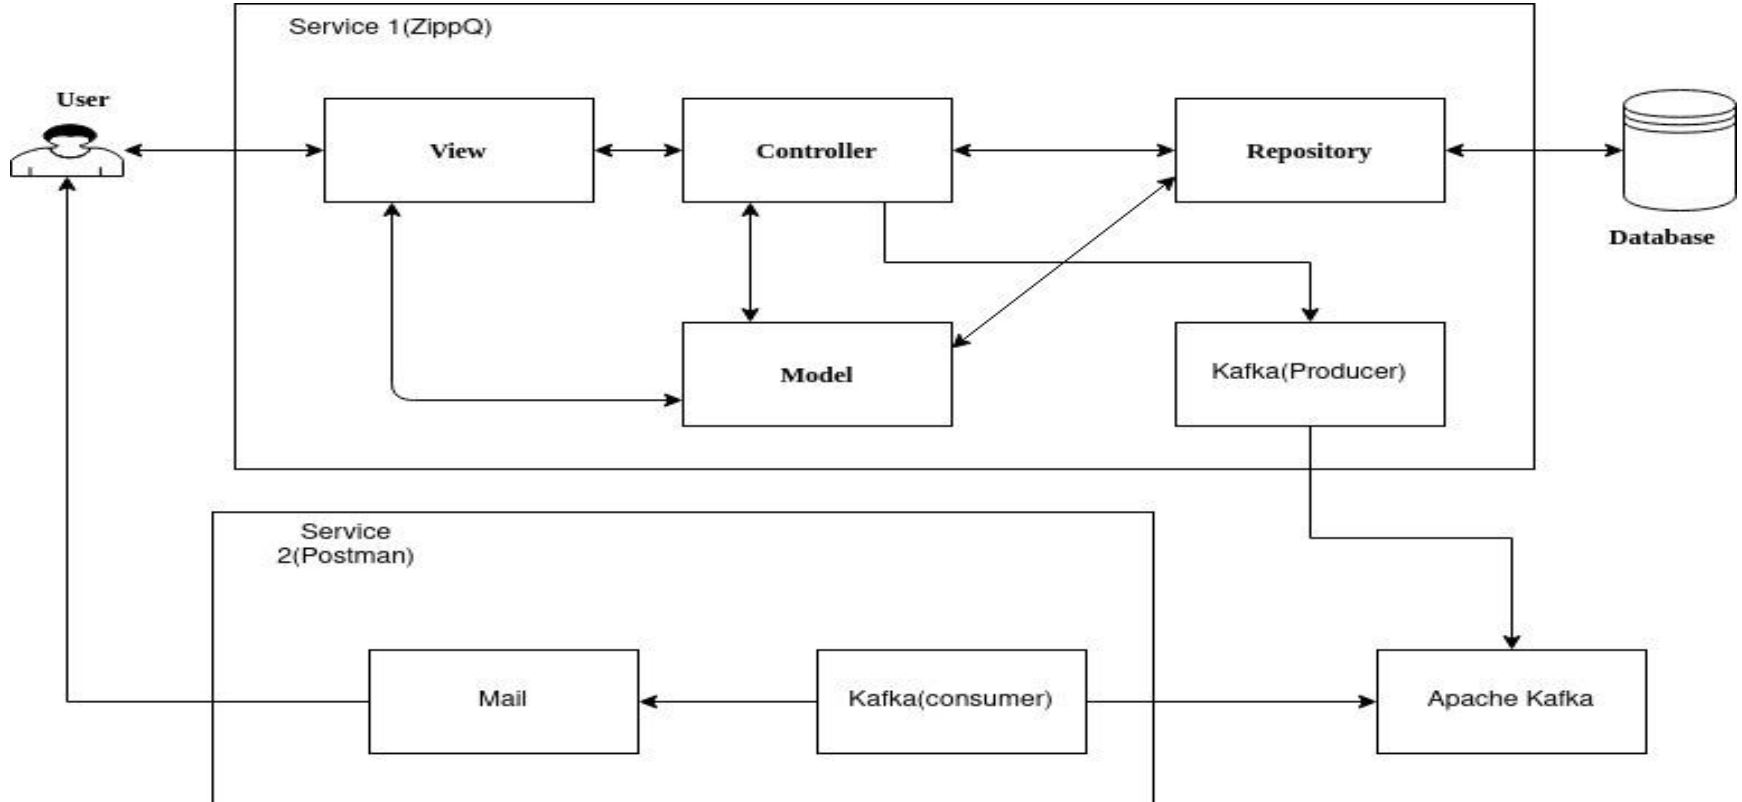 Service 1(ZippQ)
User
View
Controller
Repository
Database
Model
Kafka(Producer)
Service
2(Postman)
Mail
Kafka(consumer)
Apache Kafka